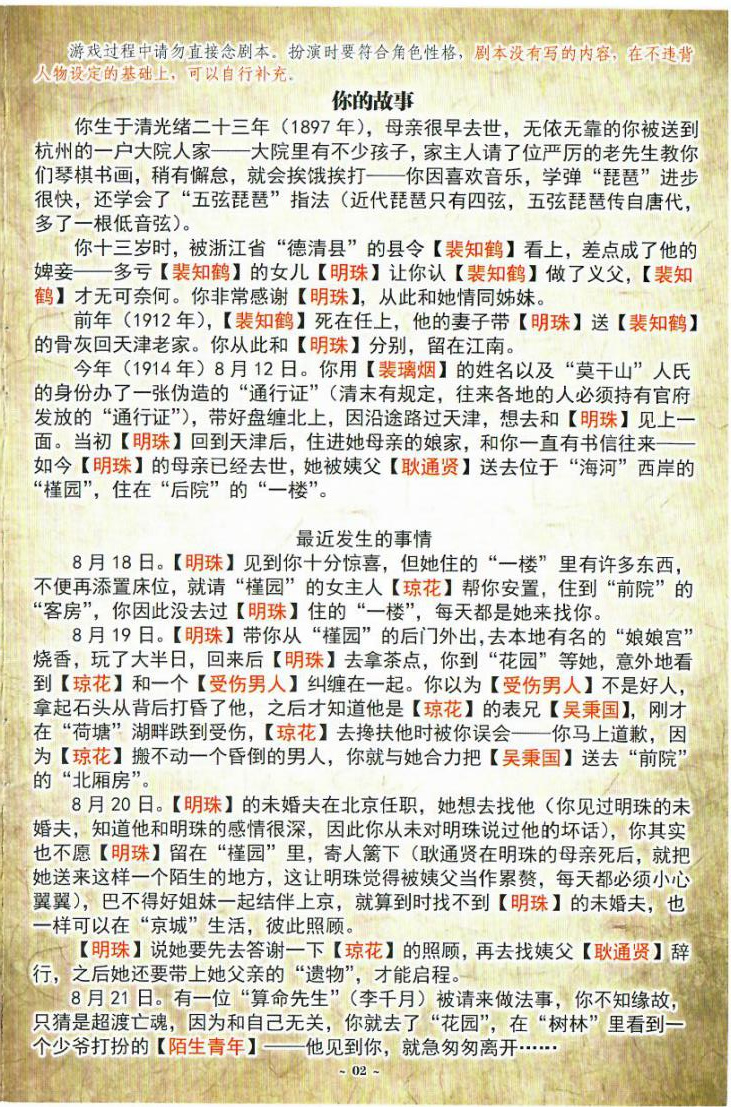 游戏过程中请勿直接念剧本。扮演时要符合角色性格，剧本没有写的内容，在不违背
人物设定的基础上，可以自行补充。
你的故事
你生于清光绪二十三年（1897 年），母亲很早去世，无依无靠的你被送到
杭州的一户大院人家——大院里有不少孩子，家主人请了位严厉的老先生教你
们琴棋书画，稍有懈怠，就会挨饿挨打——你因喜欢音乐，学弹“琵琶”进步
很快，还学会了“五弦琵琶”指法（近代琵琶只有四弦，五弦琵琶传自唐代，
多了一根低音弦）。
你十三岁时，被浙江省“德清县”的县令【裴知鹤】看上，差点成了他的
婢妾——多亏【裴知鹤】的女儿【明珠】让你认【裴知鹤】做了义父，【裴知
鹤】才无可奈何。你非常感谢【明珠】，从此和她情同姊妹。
前年（1912 年），【裴知鹤】死在任上，他的妻子带【明珠】送【裴知鹤】
的骨灰回天津老家。你从此和【明珠】分别，留在江南。
今年（1914 年）8 月 12 日。你用【裴璃烟】的姓名以及“莫干山”人氏
的身份办了一张伪造的“通行证”（清末有规定，往来各地的人必须持有官府
发放的“通行证”），带好盘缠北上，因沿途路过天津，想去和【明珠】见上一
面。当初【明珠】回到天津后，住进她母亲的娘家，和你一直有书信往来——
如今【明珠】的母亲已经去世，她被姨父【耿通贤】送去位于“海河”西岸的
“槿园”，住在“后院”的“一楼”。
最近发生的事情
8 月 18 日。【明珠】见到你十分惊喜，但她住的“一楼”里有许多东西，
不便再添置床位，就请“槿园”的女主人【琼花】帮你安置，住到“前院”的
“客房”，你因此没去过【明珠】住的“一楼”，每天都是她来找你。
8 月 19 日。【明珠】带你从“槿园”的后门外出，去本地有名的“娘娘宫”
烧香，玩了大半日，回来后【明珠】去拿茶点，你到“花园”等她，意外地看
到【琼花】和一个【受伤男人】纠缠在一起。你以为【受伤男人】不是好人，
拿起石头从背后打昏了他，之后才知道他是【琼花】的表兄【吴秉国】，刚才
在“荷塘”湖畔跌到受伤，【琼花】去搀扶他时被你误会——你马上道歉，因
为【琼花】搬不动一个昏倒的男人，你就与她合力把【吴秉国】送去“前院”
的“北厢房”。
8 月 20 日。【明珠】的未婚夫在北京任职，她想去找他（你见过明珠的未
婚夫，知道他和明珠的感情很深，因此你从未对明珠说过他的坏话），你其实
也不愿【明珠】留在“槿园”里，寄人篱下（耿通贤在明珠的母亲死后，就把
她送来这样一个陌生的地方，这让明珠觉得被姨父当作累赘，每天都必须小心
翼翼），巴不得好姐妹一起结伴上京，就算到时找不到【明珠】的未婚夫，也
一样可以在“京城”生活，彼此照顾。
【明珠】说她要先去答谢一下【琼花】的照顾，再去找姨父【耿通贤】辞
行，之后她还要带上她父亲的“遗物”，才能启程。
8 月 21 日。有一位“算命先生”（李千月）被请来做法事，你不知缘故，
只猜是超渡亡魂，因为和自己无关，你就去了“花园”，在“树林”里看到一
个少爷打扮的【陌生青年】——他见到你，就急匆匆离开……
~ 02 ~